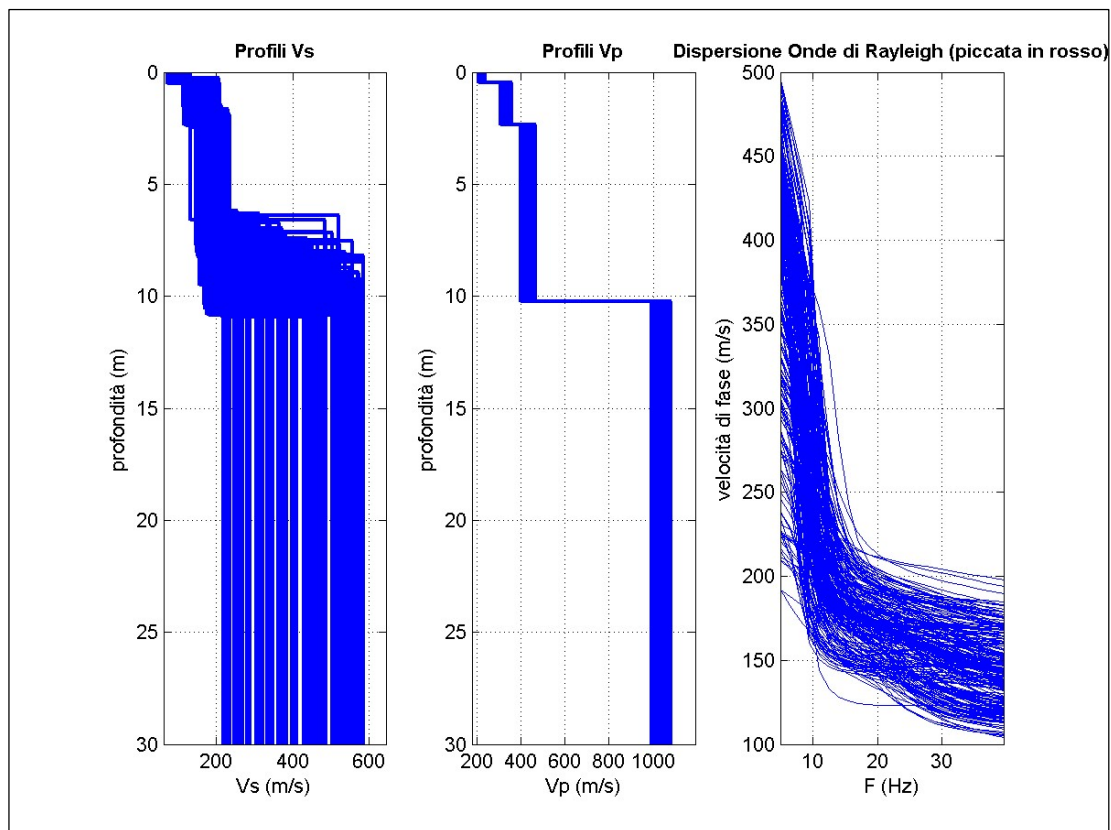 Profili Vs
0
5
10
15
20
25
30
profondità (m)
200 400 600
Vs (m/s)
Profili Vp
0
5
10
15
20
25
30
profondità (m)
200 400 600 800 1000
Vp (m/s)
Dispersione Onde di Rayleigh (piccata in rosso)
500
450
400
350
300
250
200
150
100
velocità di fase (m/s)
10 20 30
F (Hz)